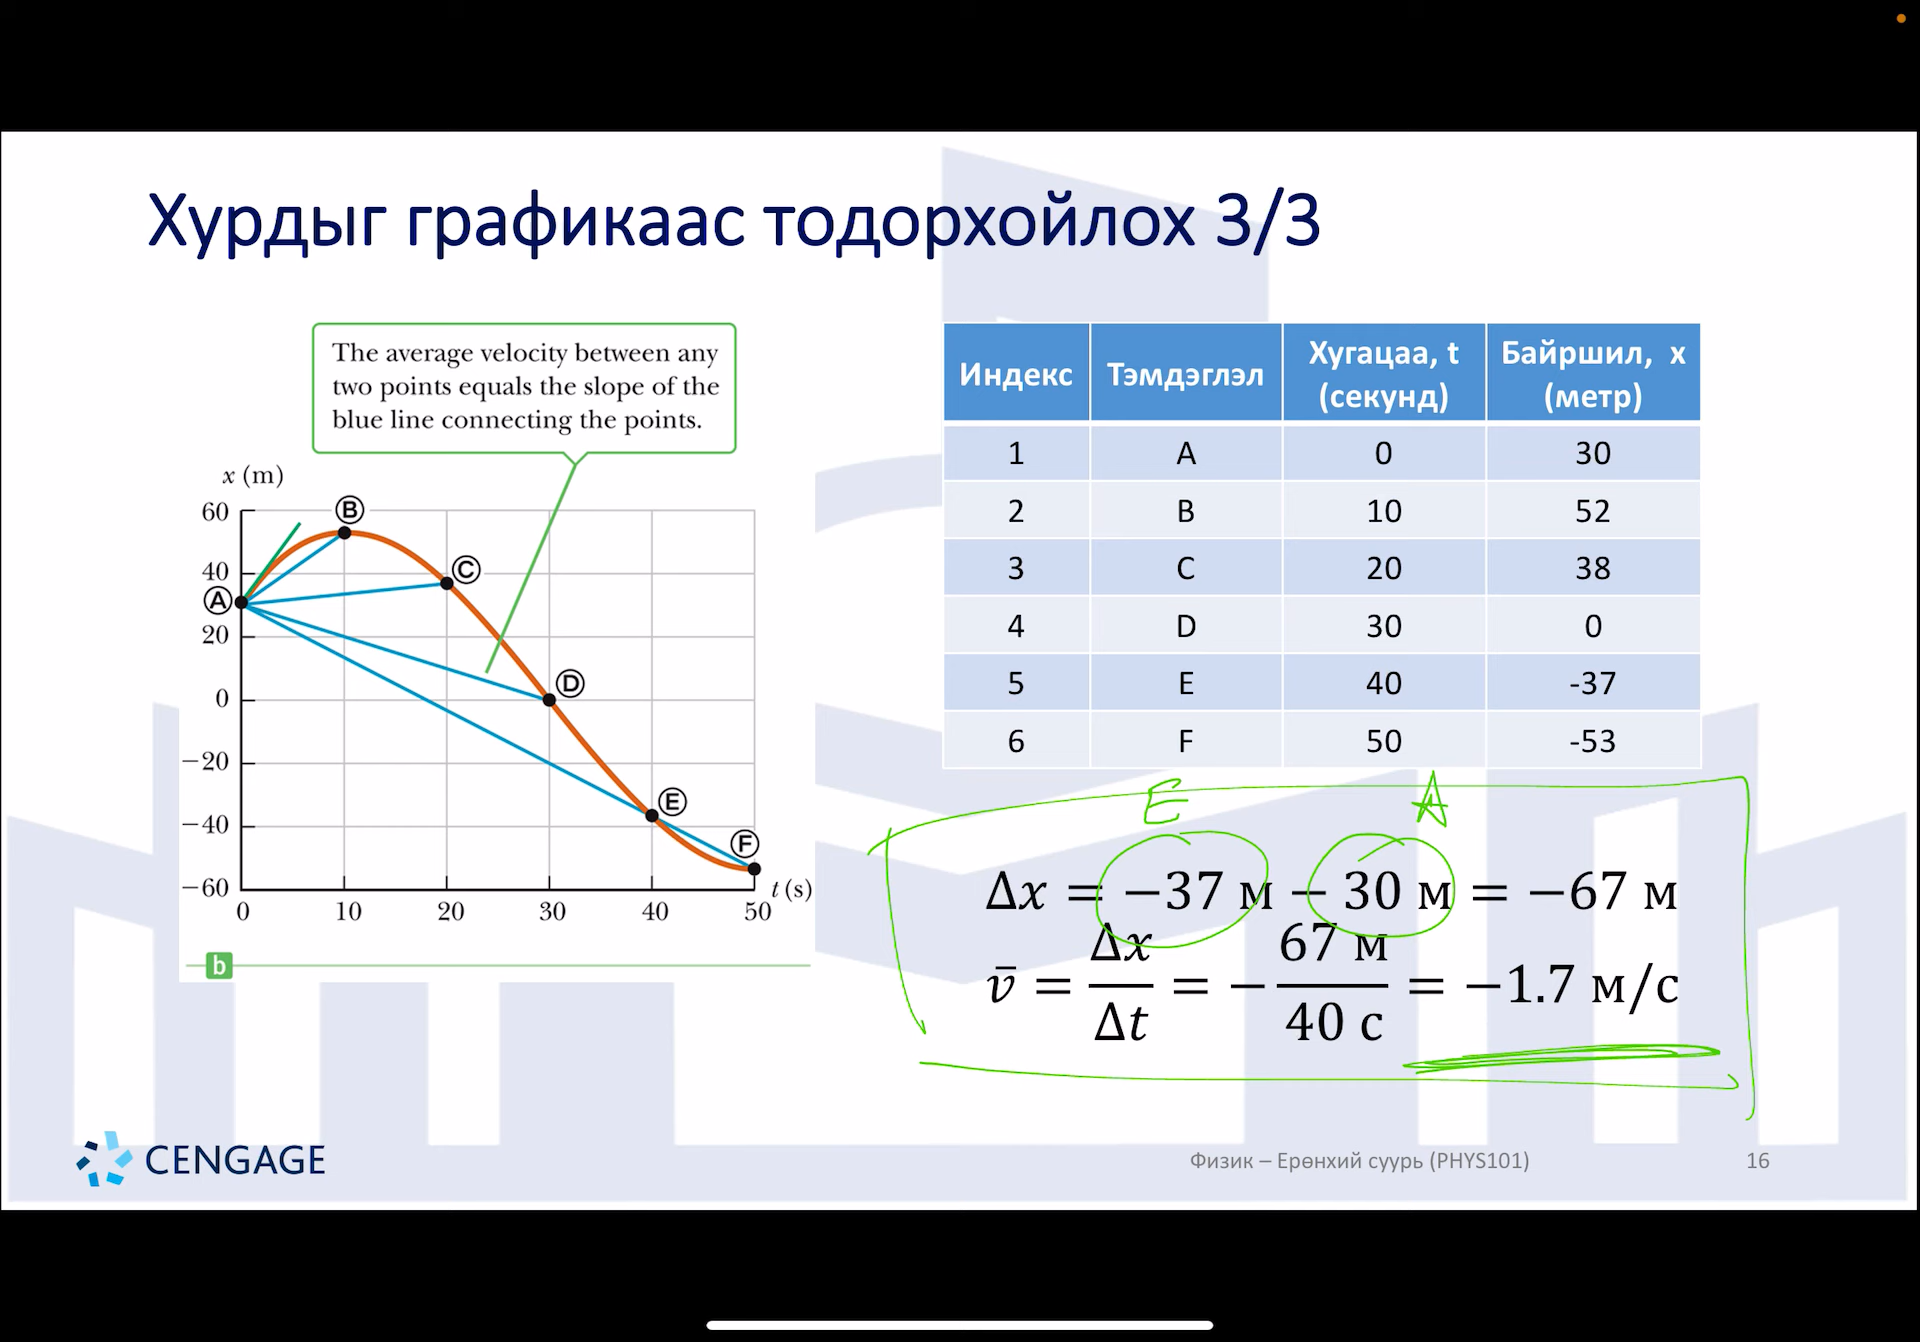 Хурдыг графикаас тодорхойлох 3/3
The average velocity between any
two points equals the slope of the
blue line connecting the points.
x (m)
60
40
20
0
−20
−40
−60
A
B
C
D
E
F
0 10 20 30 40 50
t (s)
b
Индекс Тэмдэглэл Хугацаа, t (секунд) Байршил, x (метр)
1 A 0 30
2 B 10 52
3 C 20 38
4 D 30 0
5 E 40 -37
6 F 50 -53
E A
Δx = −37 м − 30 м = −67 м
v̄ = Δx/Δt = − 67 м/40 с = −1.7 м/с
CENGAGE
Физик – Ерөнхий суурь (PHYS101)
16